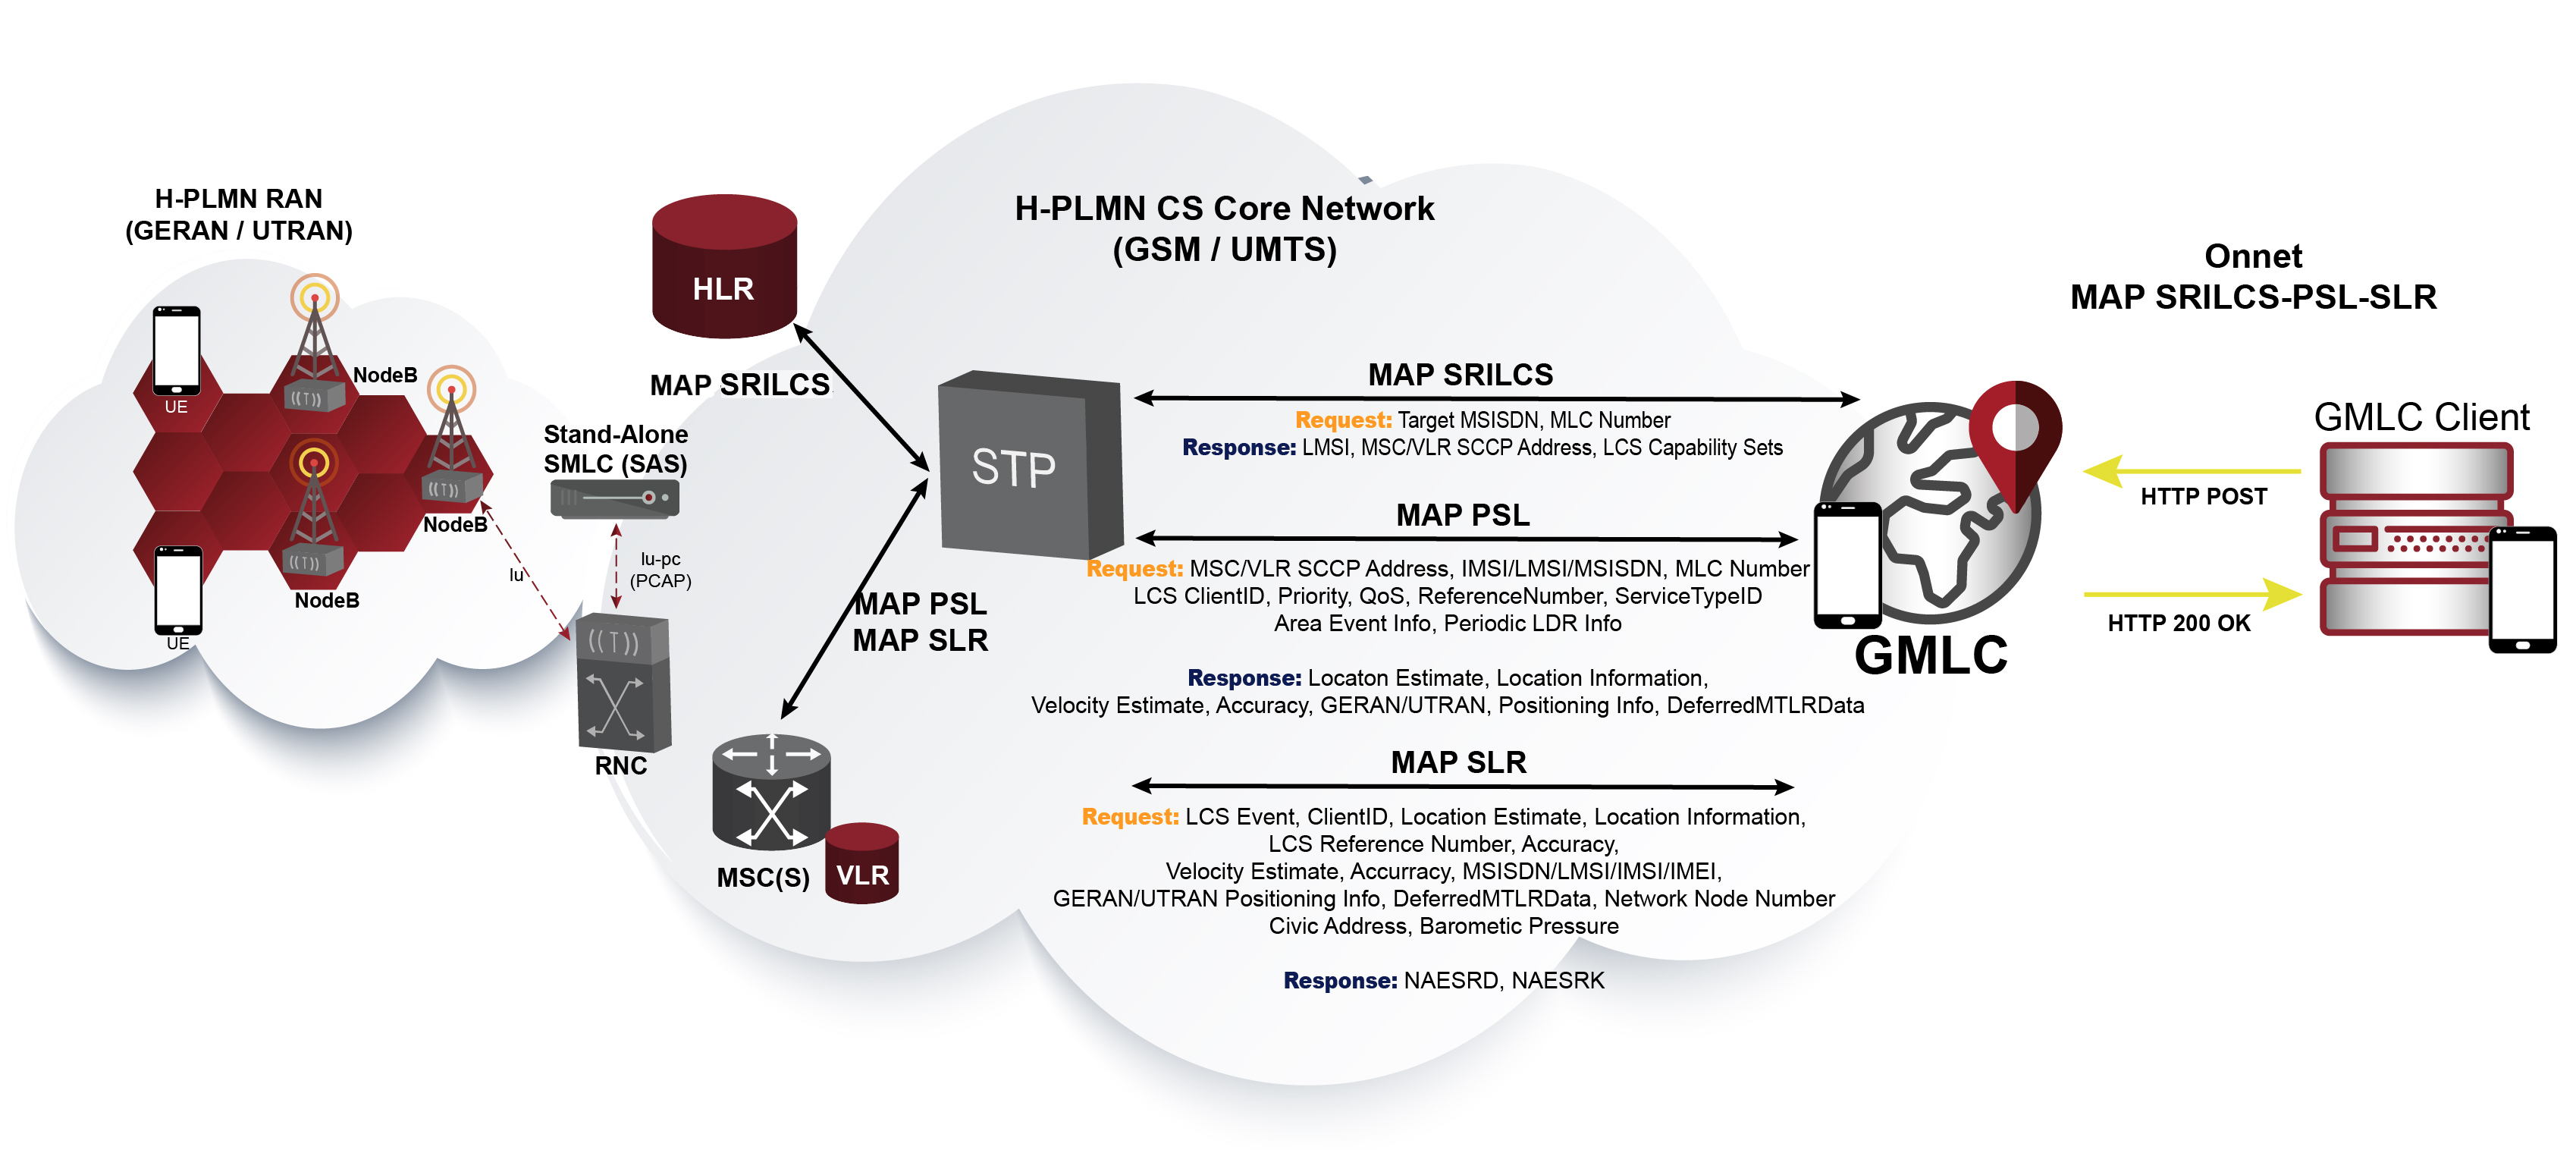 H-PLMN RAN
(GERAN / UTRAN)
NodeB
UE
NodeB
NodeB
UE
Iu
HLR
MAP SRILCS
Stand-Alone
SMLC (SAS)
Iu-pc
(PCAP)
((T))
RNC
MAP PSL
MAP SLR
MSC(S)
VLR
H-PLMN CS Core Network
(GSM / UMTS)
STP
MAP SRILCS
Request: Target MSISDN, MLC Number
Response: LMSI, MSC/VLR SCCP Address, LCS Capability Sets
MAP PSL
Request: MSC/VLR SCCP Address, IMSI/LMSI/MSISDN, MLC Number
LCS ClientID, Priority, QoS, ReferenceNumber, ServiceTypeID
Area Event Info, Periodic LDR Info
Response: Locaton Estimate, Location Information,
Velocity Estimate, Accuracy, GERAN/UTRAN, Positioning Info, DeferredMTLRData
MAP SLR
Request: LCS Event, ClientID, Location Estimate, Location Information,
LCS Reference Number, Accuracy,
Velocity Estimate, Accurracy, MSISDN/LMSI/IMSI/IMEI,
GERAN/UTRAN Positioning Info, DeferredMTLRData, Network Node Number
Civic Address, Barometic Pressure
Response: NAESRD, NAESRK
GMLC
Onnet
MAP SRILCS-PSL-SLR
GMLC Client
HTTP POST
HTTP 200 OK